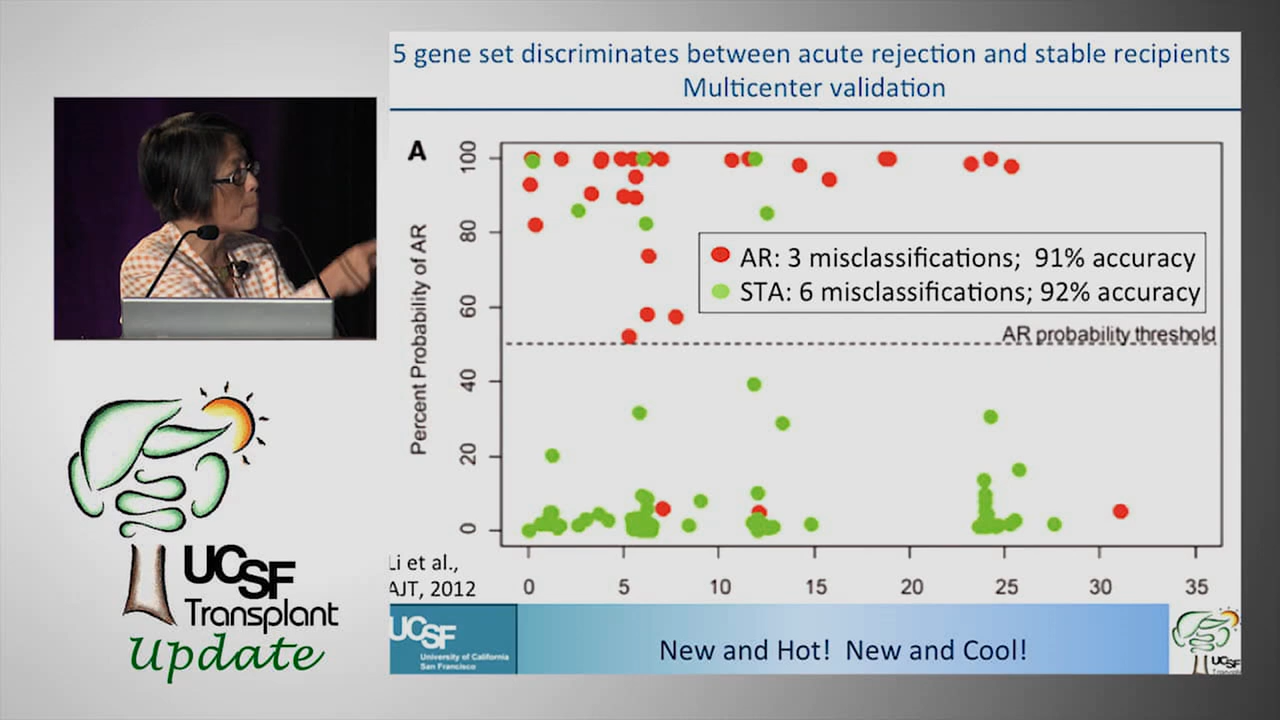 5 gene set discriminates between acute rejection and stable recipients
Multicenter validation
A
Percent Probability of AR
100
80
60
40
20
0
AR: 3 misclassifications; 91% accuracy
STA: 6 misclassifications; 92% accuracy
AR probability threshold
0 5 10 15 20 25 30 35
Li et al.,
AJT, 2012
UCSF
University of California
San Francisco
New and Hot! New and Cool!
UCSF
UCSF
Transplant
Update